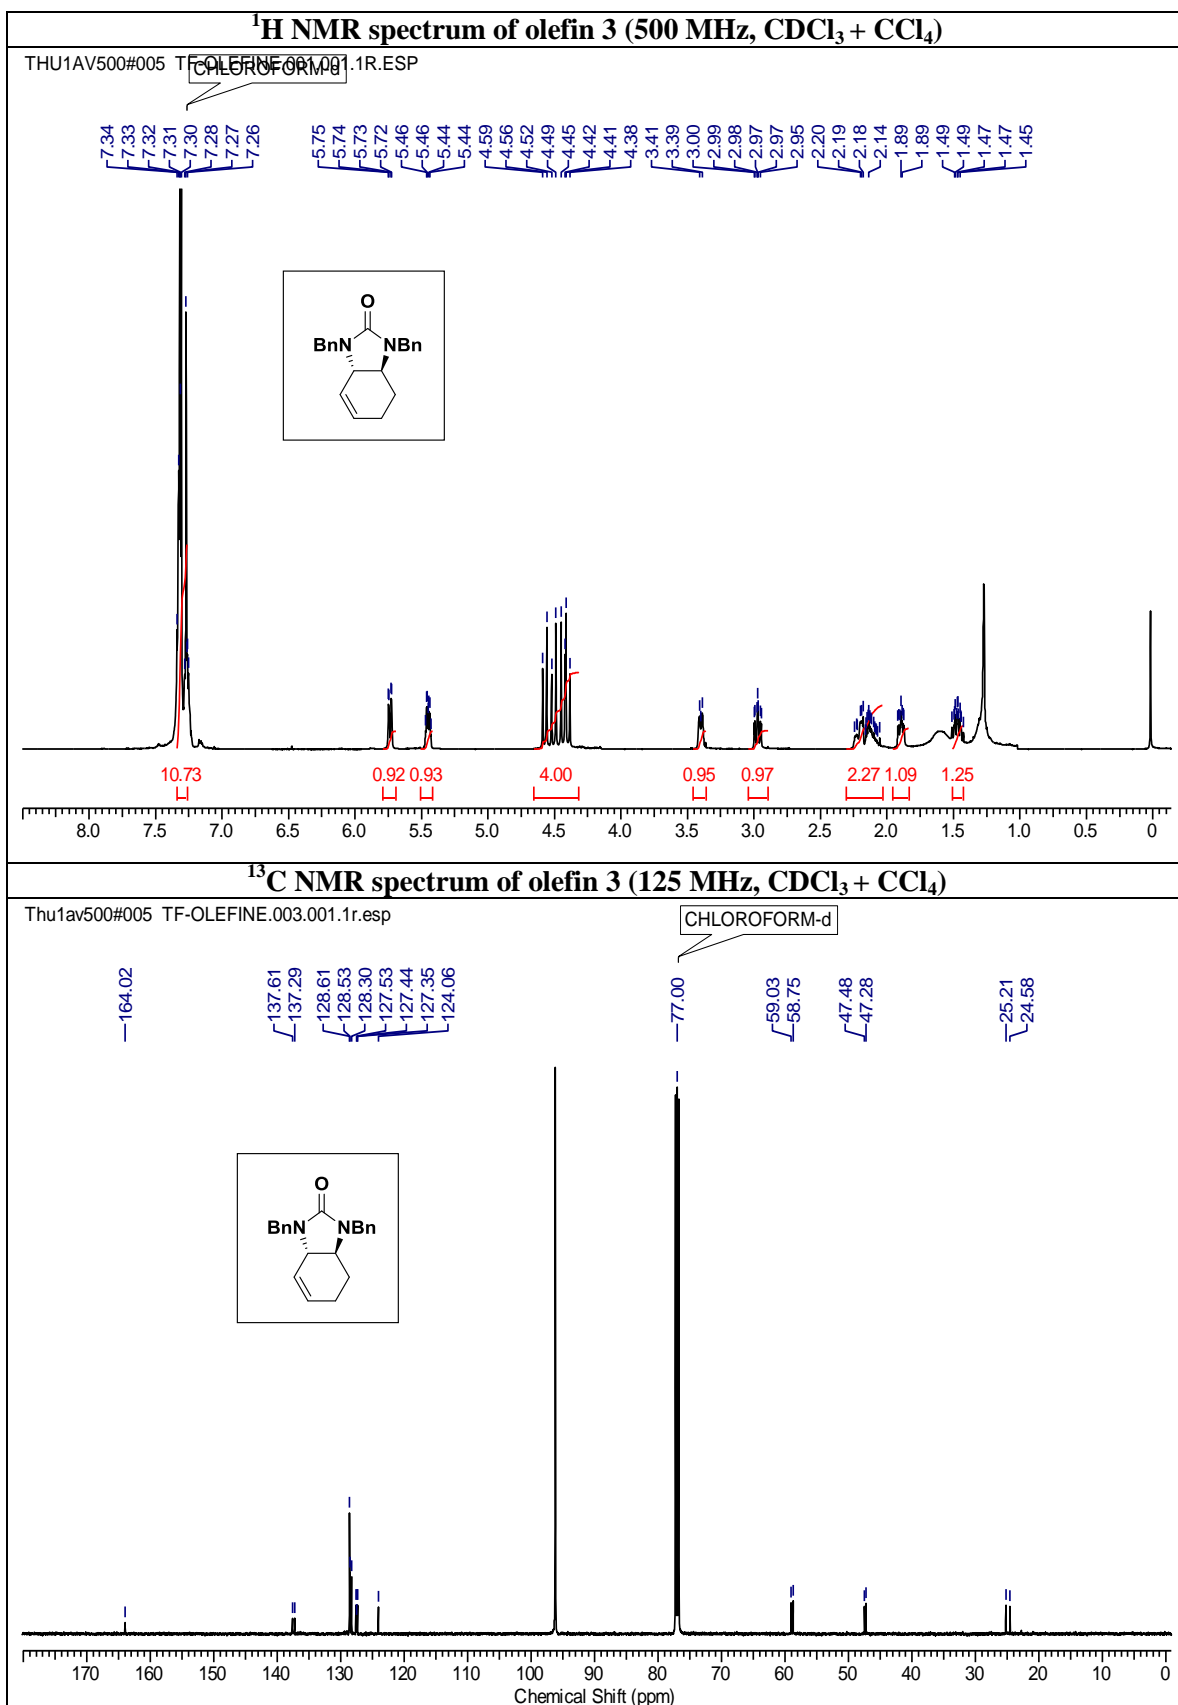 ¹H NMR spectrum of olefin 3 (500 MHz, CDCl₃ + CCl₄)
THU1AV500#005 TF-OLEFINE.001.001.1R.ESP
CHLOROFORM-d
7.34 7.33 7.32 7.31 7.30 7.28 7.27 7.26 5.75 5.74 5.73 5.72 5.46 5.46 5.44 5.44 4.59 4.56 4.52 4.49 4.45 4.42 4.41 4.38 3.41 3.39 3.00 2.99 2.98 2.97 2.97 2.95 2.20 2.19 2.18 2.14 1.89 1.89 1.49 1.49 1.47 1.47 1.45
O
BnN NBn
10.73 0.92 0.93 4.00 0.95 0.97 2.27 1.09 1.25
8.0 7.5 7.0 6.5 6.0 5.5 5.0 4.5 4.0 3.5 3.0 2.5 2.0 1.5 1.0 0.5 0
¹³C NMR spectrum of olefin 3 (125 MHz, CDCl₃ + CCl₄)
Thu1av500#005 TF-OLEFINE.003.001.1r.esp
CHLOROFORM-d
164.02 137.61 137.29 128.61 128.53 128.30 127.53 127.44 127.35 124.06 77.00 59.03 58.75 47.48 47.28 25.21 24.58
O
BnN NBn
170 160 150 140 130 120 110 100 90 80 70 60 50 40 30 20 10 0
Chemical Shift (ppm)